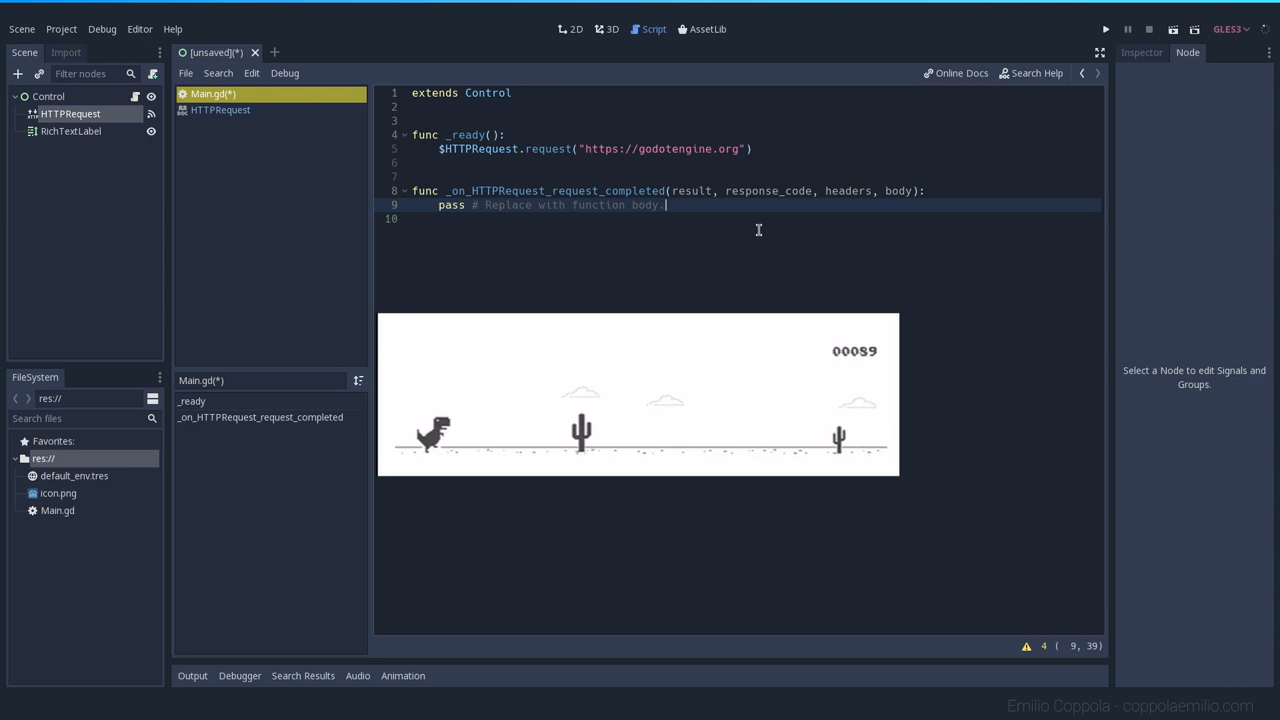 Scene Project Debug Editor Help
2D 3D Script AssetLib
GLES3
Scene Import
[unsaved](*)
Inspector Node
Filter nodes
File Search Edit Debug
Online Docs Search Help
Control
HTTPRequest
RichTextLabel
Main.gd(*)
HTTPRequest
1 extends Control
2
3
4 func _ready():
5 $HTTPRequest.request("https://godotengine.org")
6
7
8 func _on_HTTPRequest_request_completed(result, response_code, headers, body):
9 pass # Replace with function body.
10
00089
Select a Node to edit Signals and
Groups.
FileSystem
res://
Search files
Favorites:
res://
default_env.tres
icon.png
Main.gd
Main.gd(*)
_ready
_on_HTTPRequest_request_completed
4 ( 9, 39)
Output Debugger Search Results Audio Animation
Emilio Coppola - coppolaemilio.com